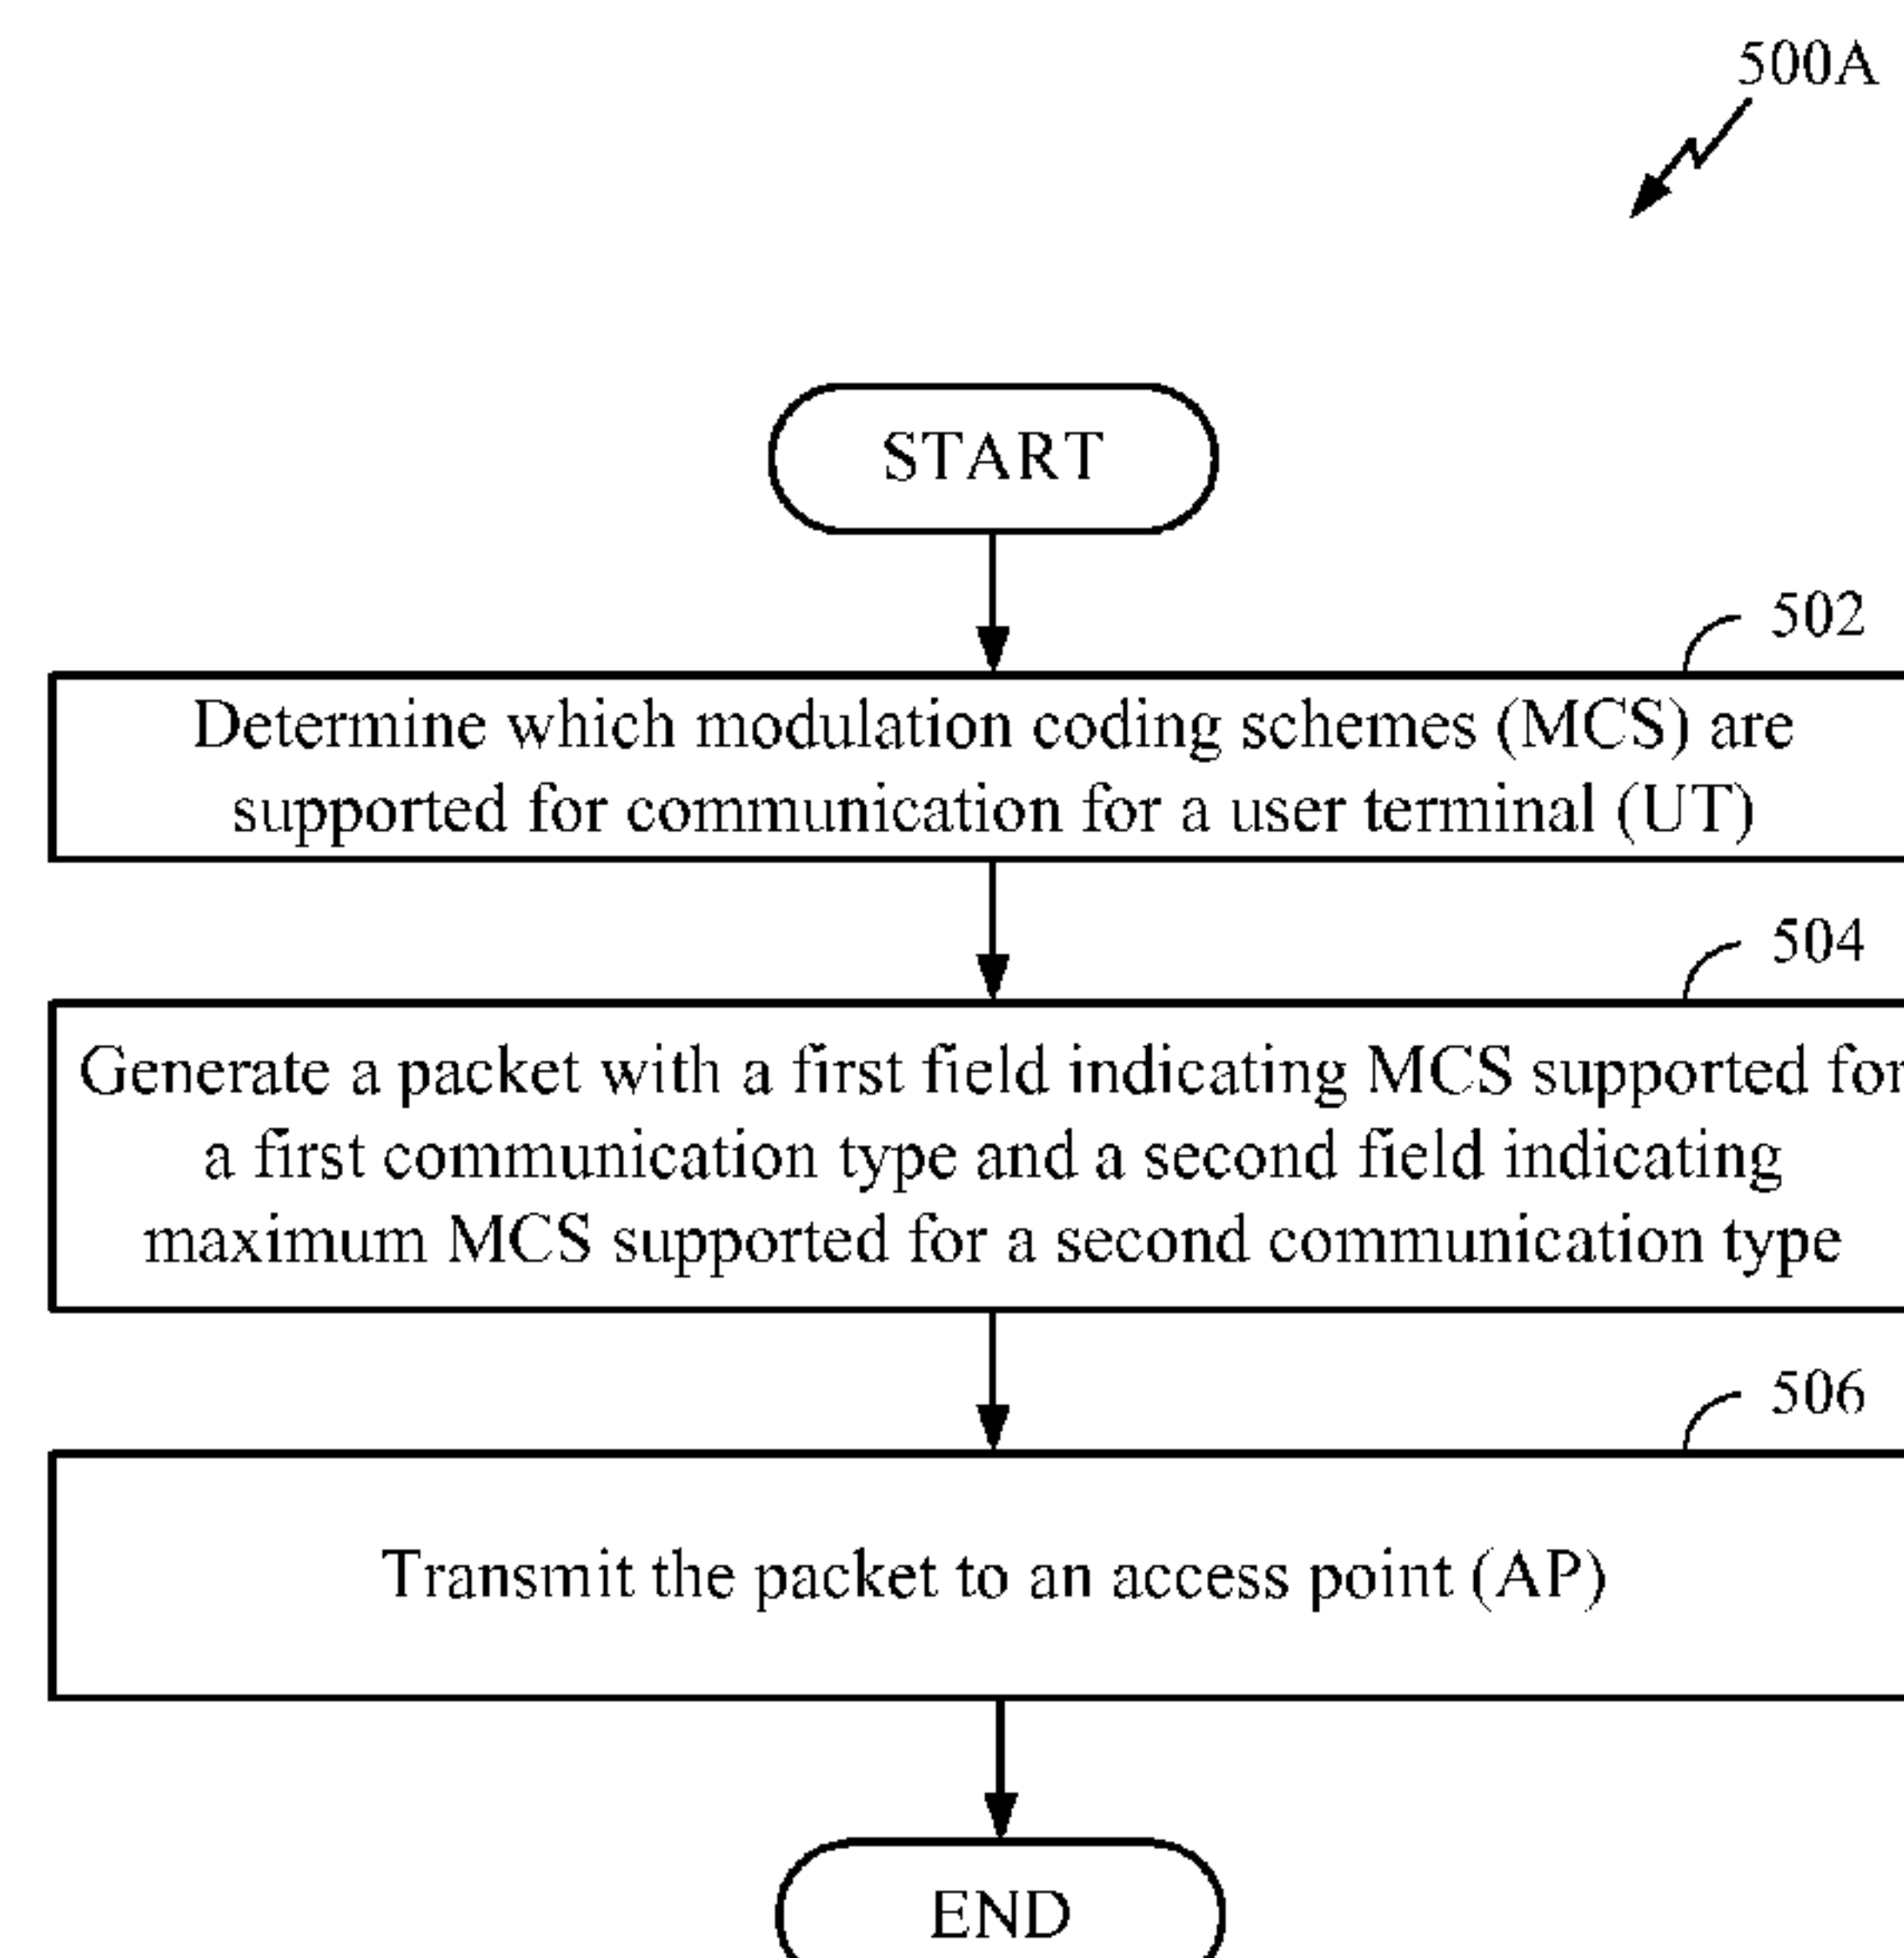 500A
START
502
Determine which modulation coding schemes (MCS) are
supported for communication for a user terminal (UT)
504
Generate a packet with a first field indicating MCS supported for
a first communication type and a second field indicating
maximum MCS supported for a second communication type
506
Transmit the packet to an access point (AP)
END